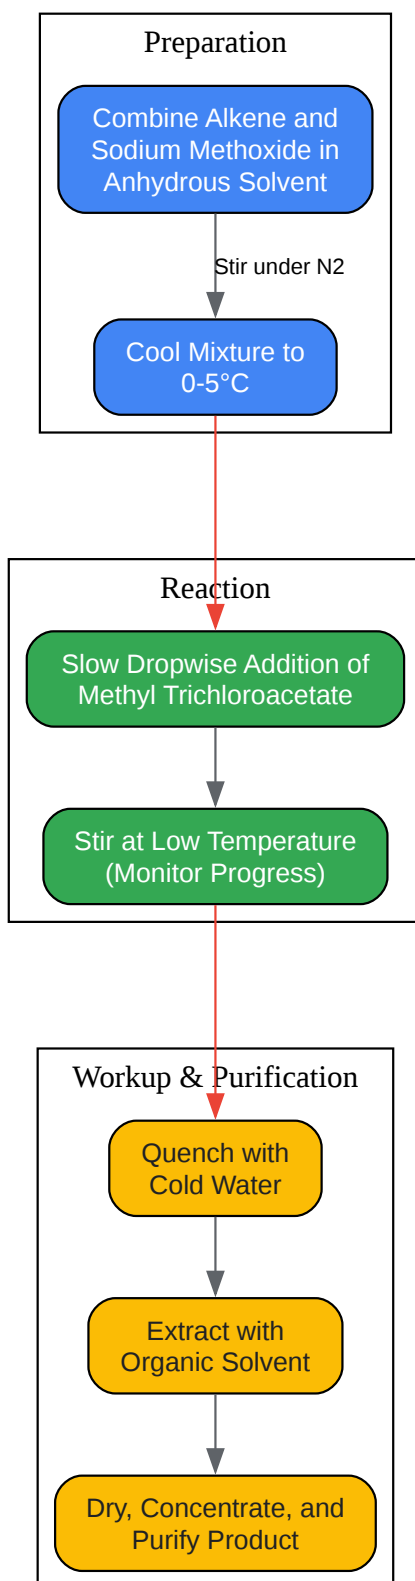 Preparation
Combine Alkene and
Sodium Methoxide in
Anhydrous Solvent
Stir under N2
Cool Mixture to
0-5°C
Reaction
Slow Dropwise Addition of
Methyl Trichloroacetate
Stir at Low Temperature
(Monitor Progress)
Workup & Purification
Quench with
Cold Water
Extract with
Organic Solvent
Dry, Concentrate, and
Purify Product